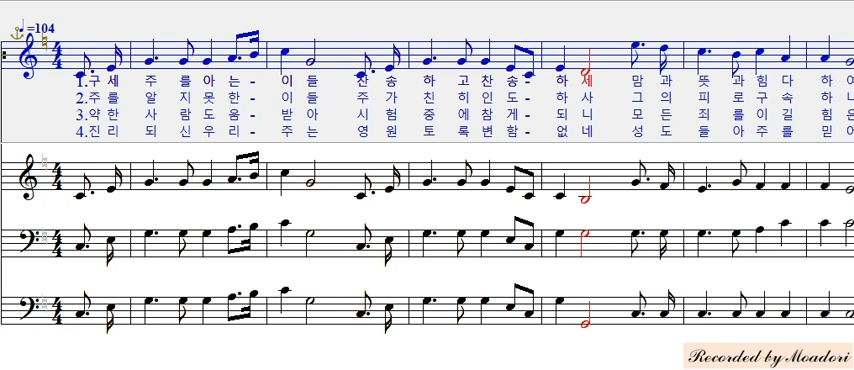 =104
1.구 세 주 를 아 는 - 이 들 찬 송 하 고 찬 송 - 하 세 맘 과 뜻 과 힘 다 하 여
2.주 를 알 지 못 한 - 이 들 주 가 친 히 인 도 - 하 사 그 의 피 로 구 속 하 니
3.약 한 사 람 도 움 - 받 아 시 험 중 에 참 게 - 되 니 모 든 죄 를 이 길 힘 은
4.진 리 되 신 우 리 - 주 는 영 원 토 록 변 함 - 없 네 성 도 들 아 주 를 믿 어
Recorded by Moadori